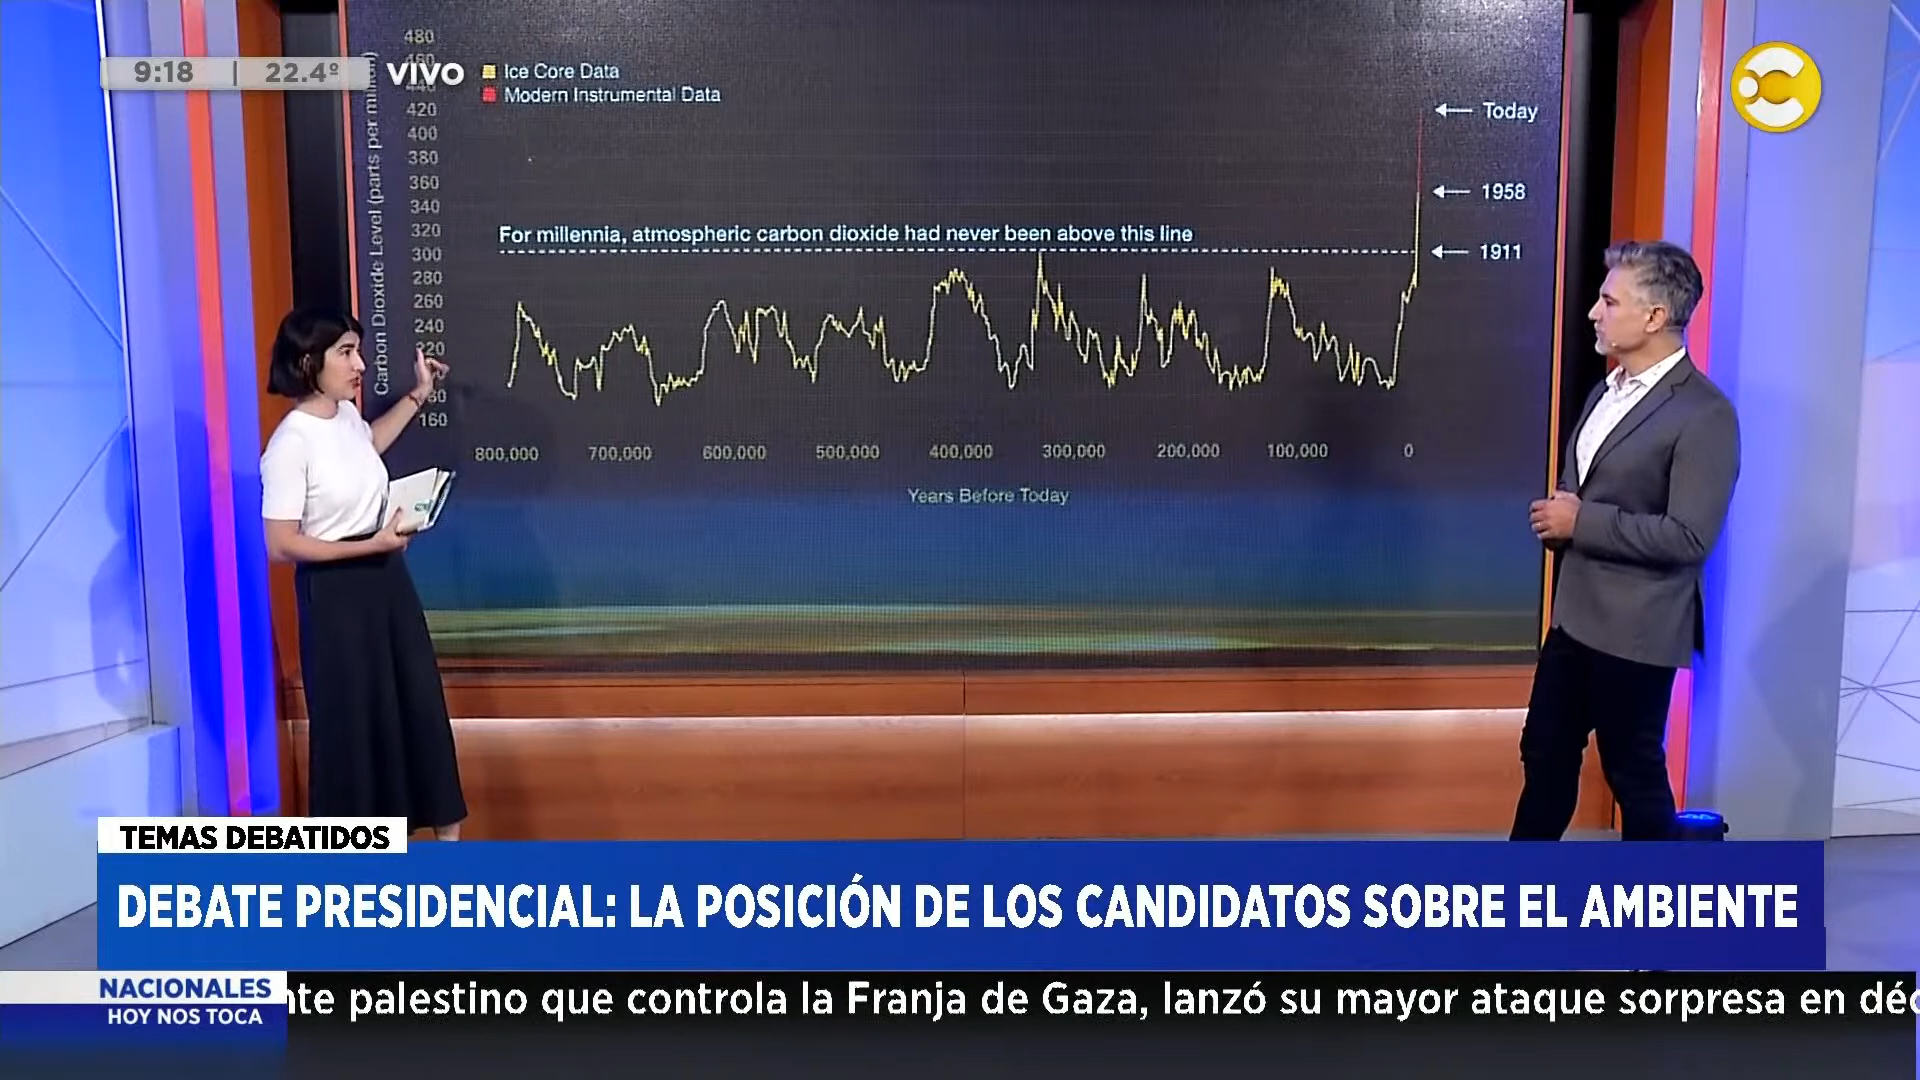 9:18 | 22.4º VIVO
480
460
440
420
400
380
360
340
320
300
280
260
240
220
160
Carbon Dioxide Level (parts per million)
Ice Core Data
Modern Instrumental Data
For millennia, atmospheric carbon dioxide had never been above this line
Today
1958
1911
800,000 700,000 600,000 500,000 400,000 300,000 200,000 100,000 0
Years Before Today
TEMAS DEBATIDOS
DEBATE PRESIDENCIAL: LA POSICIÓN DE LOS CANDIDATOS SOBRE EL AMBIENTE
NACIONALES
HOY NOS TOCA
palestino que controla la Franja de Gaza, lanzó su mayor ataque sorpresa en